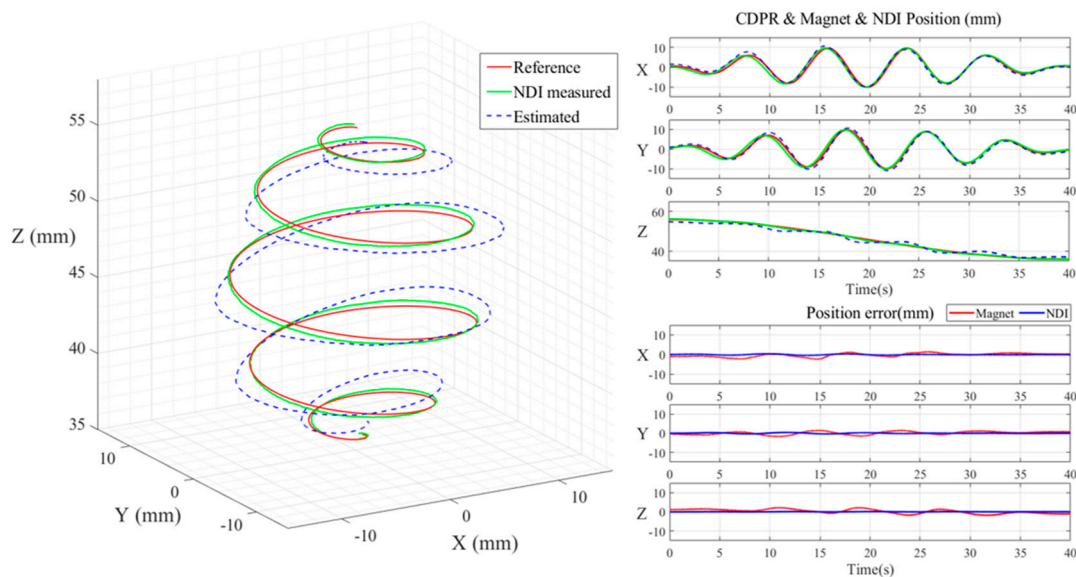 Reference
NDI measured
Estimated
55
50
45
40
35
Z (mm)
10
0
-10
Y (mm)
-10
0
10
X (mm)
CDPR & Magnet & NDI Position (mm)
X
10
0
-10
0 5 10 15 20 25 30 35 40
Y
10
0
-10
0 5 10 15 20 25 30 35 40
Z
60
40
0 5 10 15 20 25 30 35 40
Time(s)
Position error(mm)
Magnet NDI
X
10
0
-10
0 5 10 15 20 25 30 35 40
Y
10
0
-10
0 5 10 15 20 25 30 35 40
Z
10
0
-10
0 5 10 15 20 25 30 35 40
Time(s)